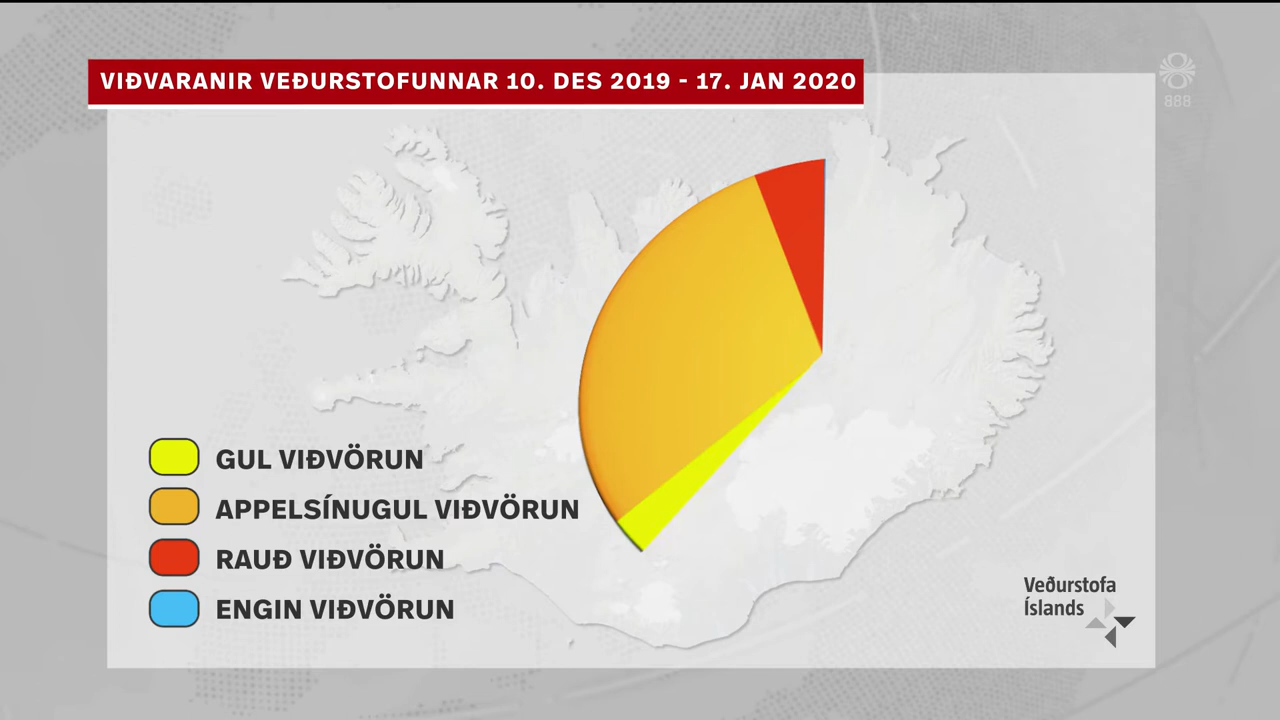 VIÐVARANIR VEÐURSTOFUNNAR 10. DES 2019 - 17. JAN 2020
888
GUL VIÐVÖRUN
APPELSÍNUGUL VIÐVÖRUN
RAUÐ VIÐVÖRUN
ENGIN VIÐVÖRUN
Veðurstofa
Íslands